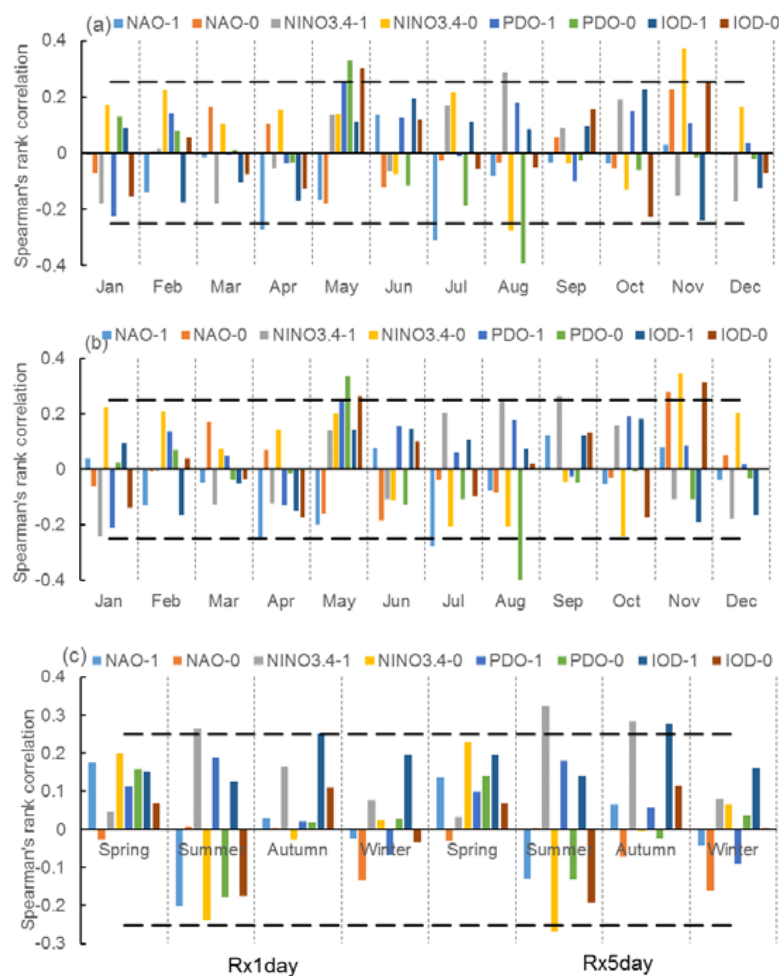 (a) NAO-1 NAO-0 NINO3.4-1 NINO3.4-0 PDO-1 PDO-0 IOD-1 IOD-0
Spearman's rank correlation
0.4
0.2
0
-0.2
-0.4
Jan Feb Mar Apr May Jun Jul Aug Sep Oct Nov Dec
(b) NAO-1 NAO-0 NINO3.4-1 NINO3.4-0 PDO-1 PDO-0 IOD-1 IOD-0
Spearman's rank correlation
0.4
0.2
0
-0.2
-0.4
Jan Feb Mar Apr May Jun Jul Aug Sep Oct Nov Dec
(c) NAO-1 NAO-0 NINO3.4-1 NINO3.4-0 PDO-1 PDO-0 IOD-1 IOD-0
Spearman's rank correlation
0.4
0.3
0.2
0.1
0
-0.1
-0.2
-0.3
Spring Summer Autumn Winter Spring Summer Autumn Winter
Rx1day Rx5day